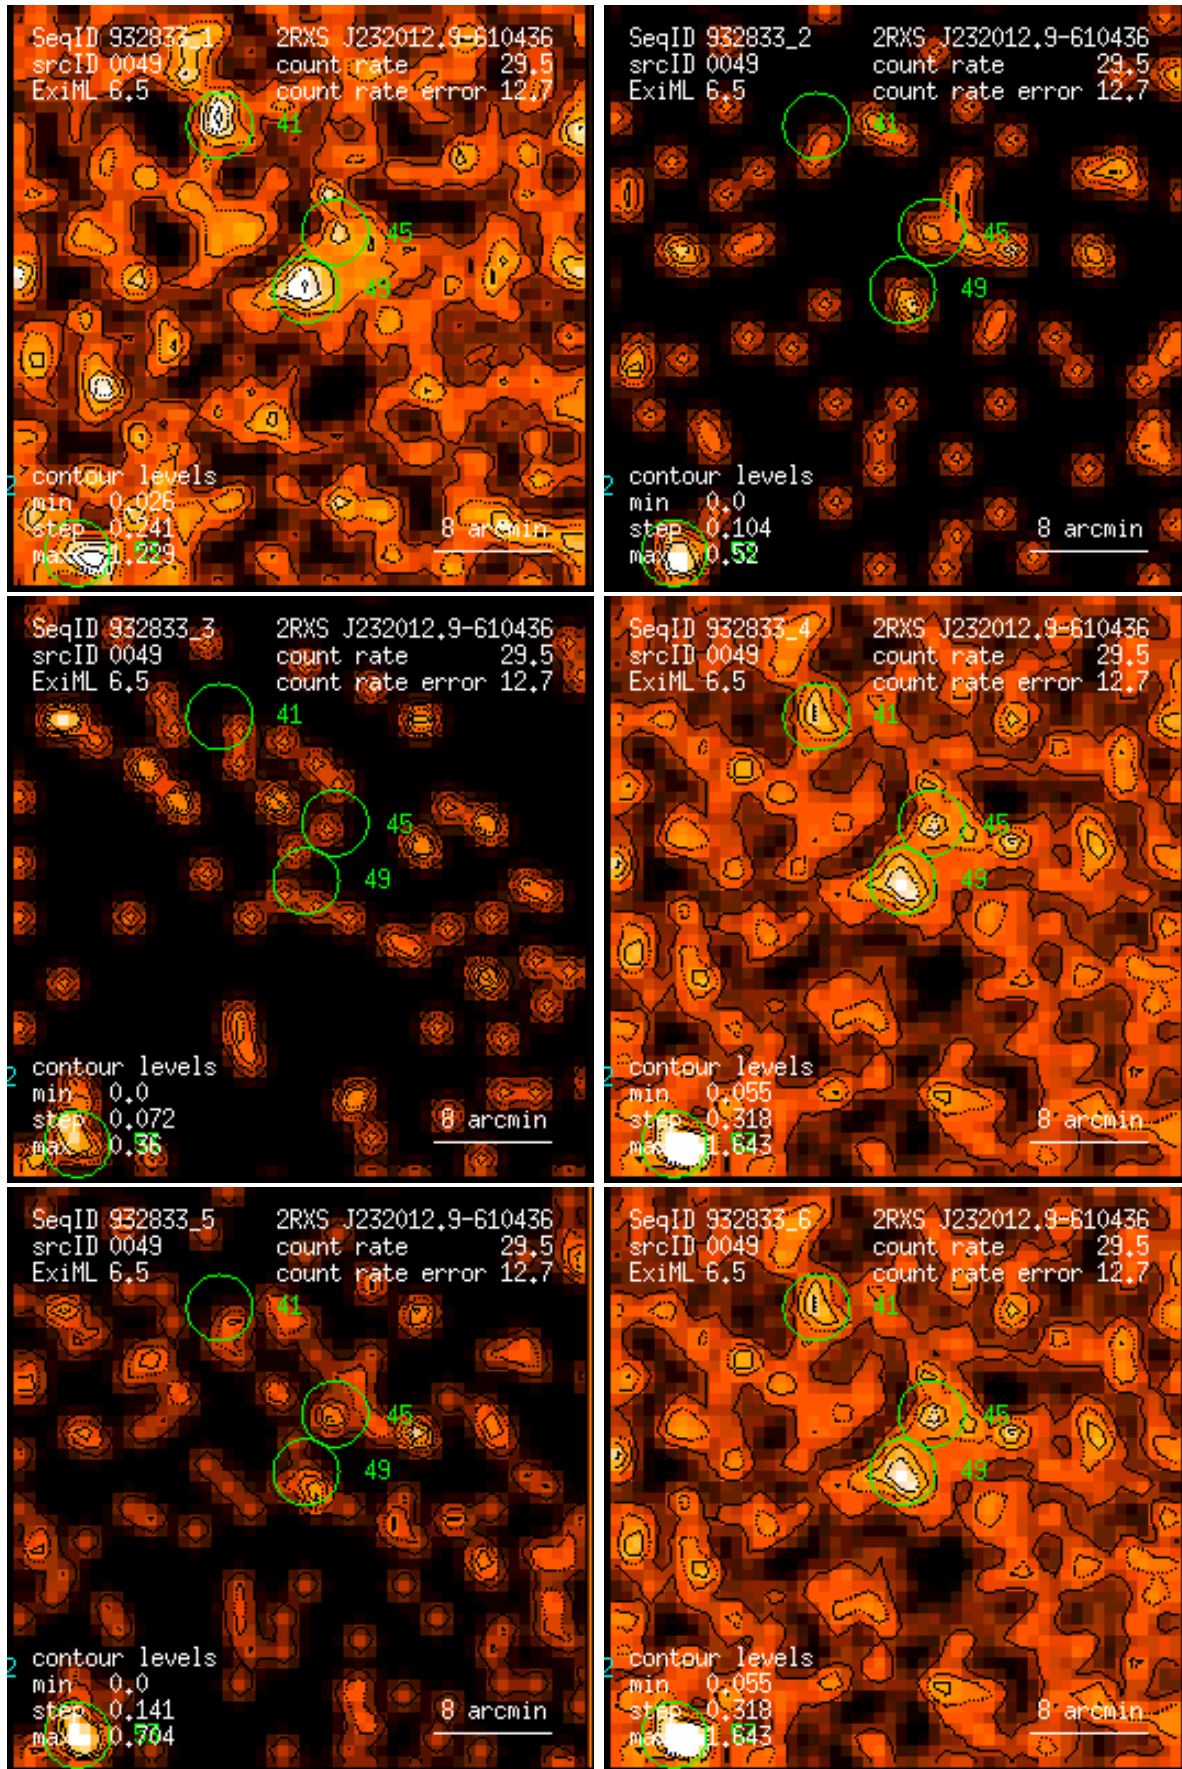 SeqID 932833_1 2RXS J232012.9-610436
srcID 0049 count rate 29.5
ExiML 6.5 count rate error 12.7
41
45
49
contour levels
2
min 0.026
step 0.241
8 arcmin
max 1.229
SeqID 932833_2 2RXS J232012.9-610436
srcID 0049 count rate 29.5
ExiML 6.5 count rate error 12.7
41
45
49
contour levels
2
min 0.0
step 0.104
8 arcmin
max 0.52
SeqID 932833_3 2RXS J232012.9-610436
srcID 0049 count rate 29.5
ExiML 6.5 count rate error 12.7
41
45
49
contour levels
2
min 0.0
step 0.072
8 arcmin
max 0.36
SeqID 932833_4 2RXS J232012.9-610436
srcID 0049 count rate 29.5
ExiML 6.5 count rate error 12.7
41
45
49
contour levels
2
min 0.055
step 0.318
8 arcmin
max 1.643
SeqID 932833_5 2RXS J232012.9-610436
srcID 0049 count rate 29.5
ExiML 6.5 count rate error 12.7
41
45
49
contour levels
2
min 0.0
step 0.141
8 arcmin
max 0.704
SeqID 932833_6 2RXS J232012.9-610436
srcID 0049 count rate 29.5
ExiML 6.5 count rate error 12.7
41
45
49
contour levels
2
min 0.055
step 0.318
8 arcmin
max 1.643